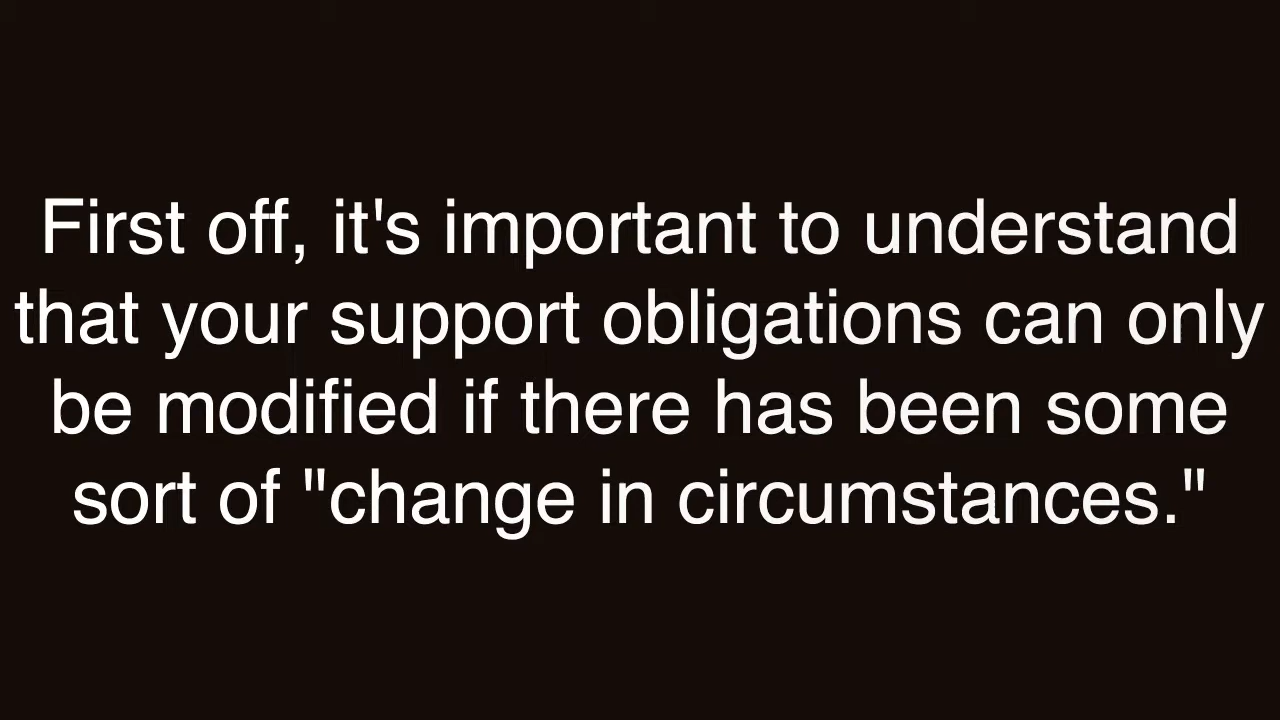 First off, it's important to understand
that your support obligations can only
be modified if there has been some
sort of "change in circumstances."